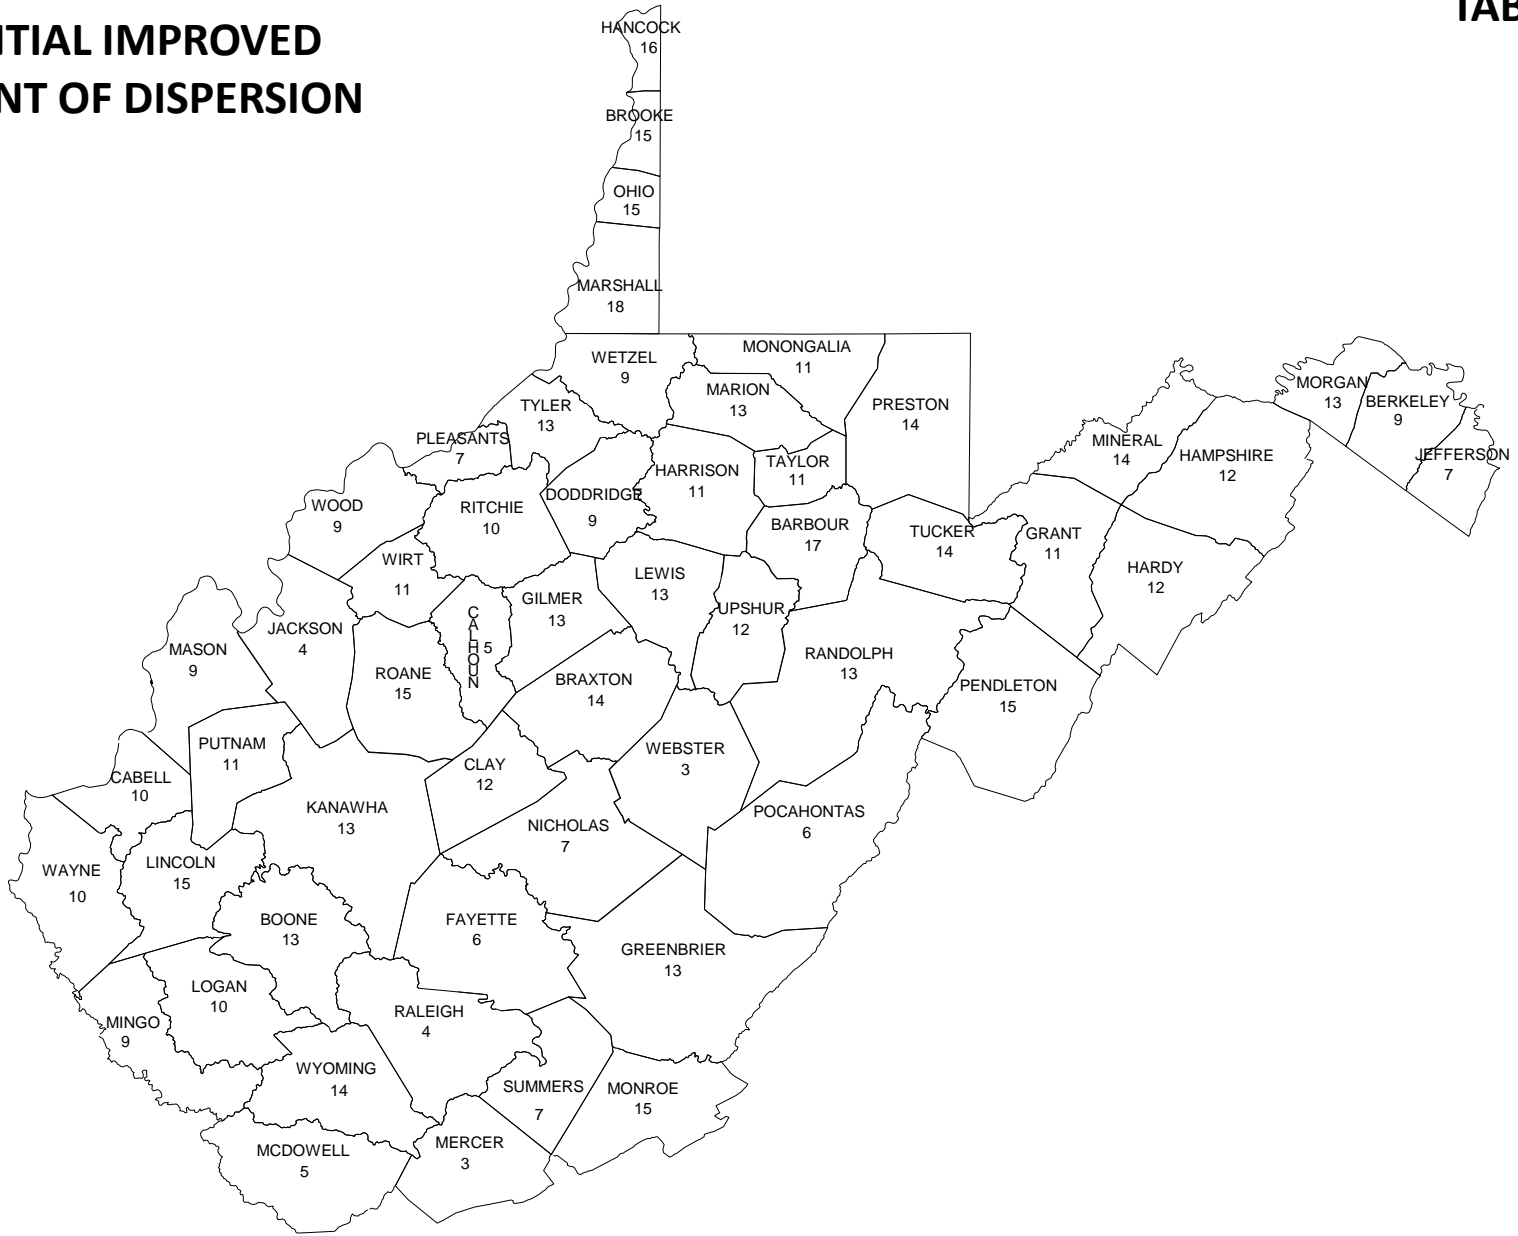 NTIAL IMPROVED
NT OF DISPERSION
TAB
HANCOCK
16
BROOKE
15
OHIO
15
MARSHALL
18
WETZEL
9
MONONGALIA
11
MARION
13
PRESTON
14
TYLER
13
PLEASANTS
7
MORGAN
13
BERKELEY
9
JEFFERSON
7
MINERAL
14
HAMPSHIRE
12
HARRISON
11
TAYLOR
11
WOOD
9
RITCHIE
10
DODDRIDGE
9
BARBOUR
17
TUCKER
14
GRANT
11
HARDY
12
WIRT
11
LEWIS
13
GILMER
13
UPSHUR
12
CALHOUN
5
JACKSON
4
MASON
9
ROANE
15
BRAXTON
14
RANDOLPH
13
PENDLETON
15
PUTNAM
11
CABELL
10
CLAY
12
WEBSTER
3
KANAWHA
13
NICHOLAS
7
POCAHONTAS
6
WAYNE
10
LINCOLN
15
BOONE
13
FAYETTE
6
GREENBRIER
13
LOGAN
10
RALEIGH
4
MINGO
9
WYOMING
14
SUMMERS
7
MONROE
15
MCDOWELL
5
MERCER
3